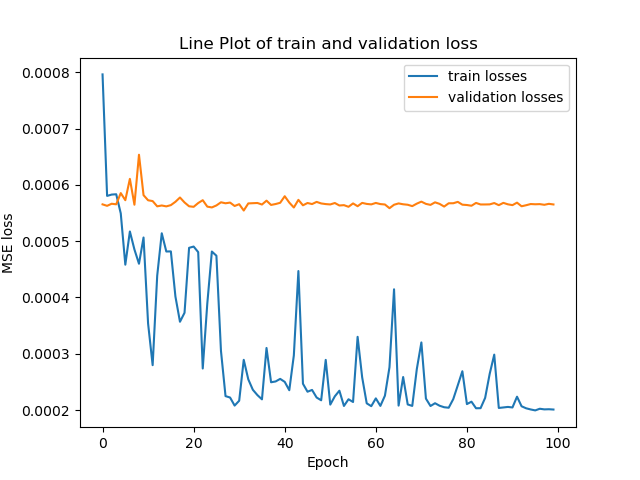 Line Plot of train and validation loss
train losses
validation losses
MSE loss
0.0008
0.0007
0.0006
0.0005
0.0004
0.0003
0.0002
0 20 40 60 80 100
Epoch